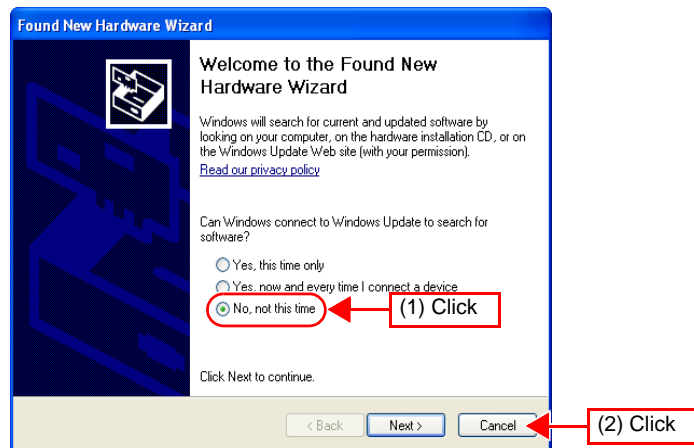 Found New Hardware Wizard
Welcome to the Found New
Hardware Wizard
Windows will search for current and updated software by
looking on your computer, on the hardware installation CD, or on
the Windows Update Web site (with your permission).
Read our privacy policy
Can Windows connect to Windows Update to search for
software?
Yes, this time only
Yes, now and every time I connect a device
No, not this time
(1) Click
Click Next to continue.
< Back Next > Cancel
(2) Click